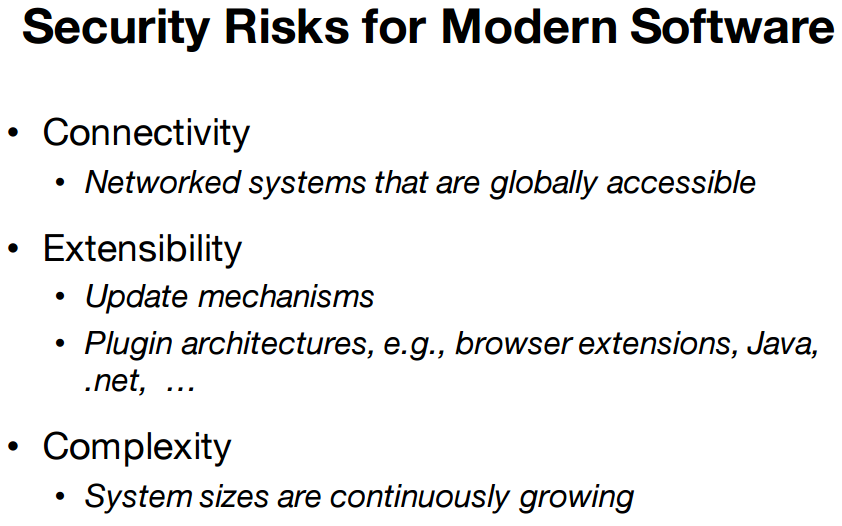 Security Risks for Modern Software
• Connectivity
• Networked systems that are globally accessible
• Extensibility
• Update mechanisms
• Plugin architectures, e.g., browser extensions, Java,
.net,  …
• Complexity
• System sizes are continuously growing